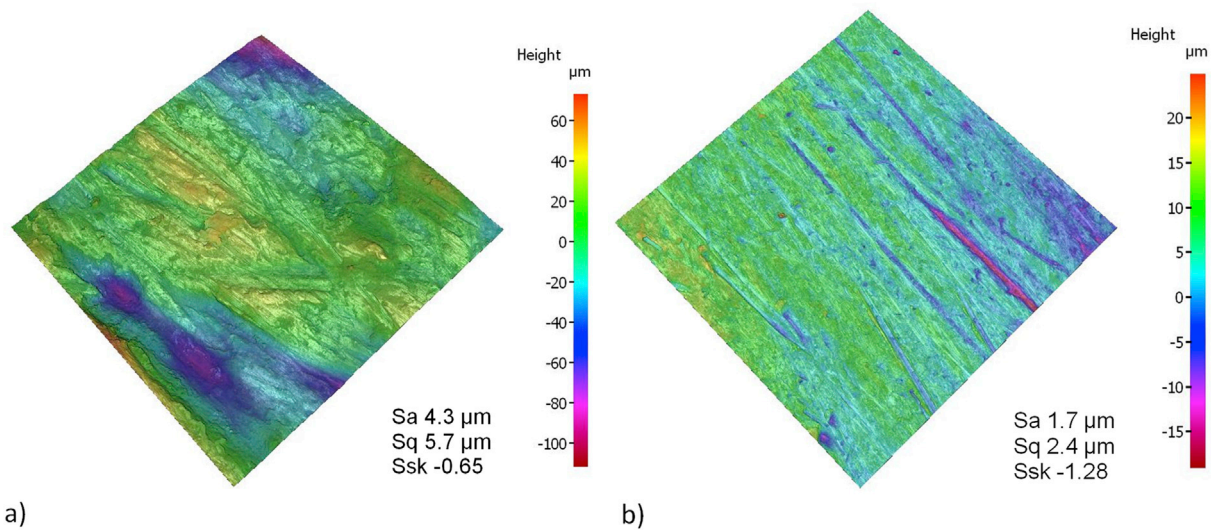 Height
µm
60
40
20
0
-20
-40
-60
-80
-100
Sa 4.3 µm
Sq 5.7 µm
Ssk -0.65
a)
Height
µm
20
15
10
5
0
-5
-10
-15
Sa 1.7 µm
Sq 2.4 µm
Ssk -1.28
b)